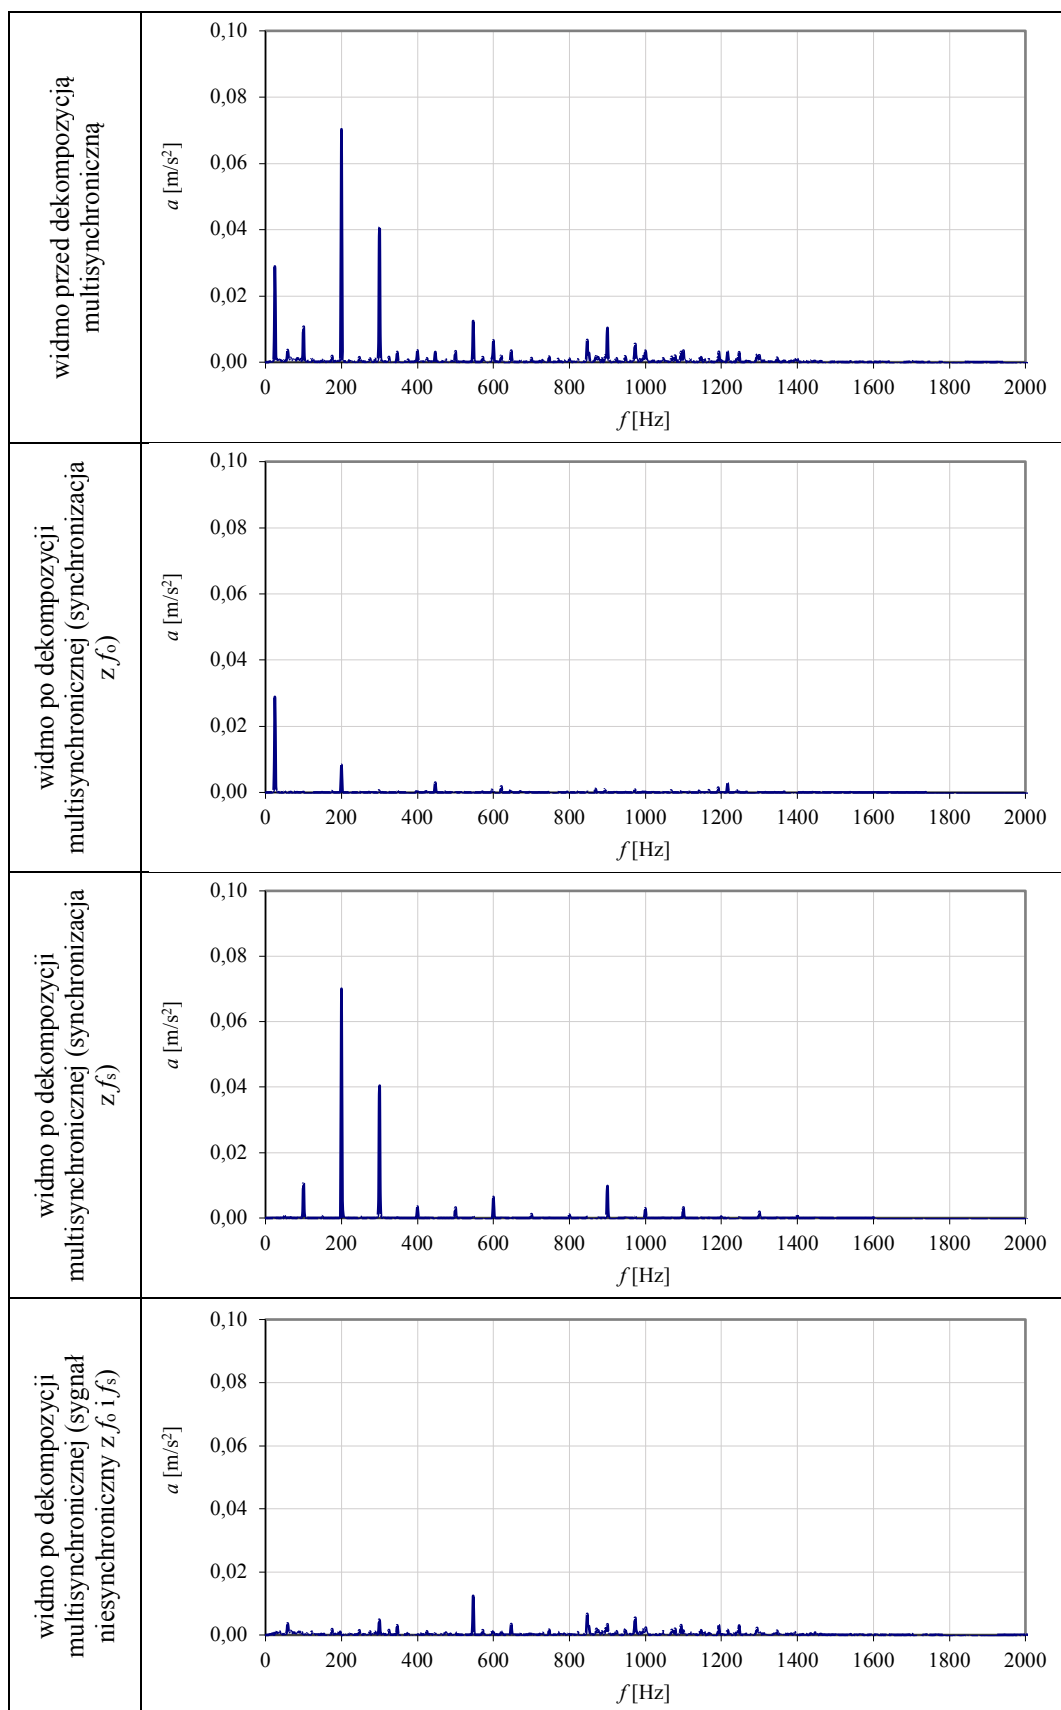 widmo przed dekompozycją
multisynchroniczną
0,10
0,08
0,06
0,04
0,02
0,00
a [m/s²]
0 200 400 600 800 1000 1200 1400 1600 1800 2000
f [Hz]
widmo po dekompozycji
multisynchronicznej (synchronizacja
z fo)
0,10
0,08
0,06
0,04
0,02
0,00
a [m/s²]
0 200 400 600 800 1000 1200 1400 1600 1800 2000
f [Hz]
widmo po dekompozycji
multisynchronicznej (synchronizacja
z fs)
0,10
0,08
0,06
0,04
0,02
0,00
a [m/s²]
0 200 400 600 800 1000 1200 1400 1600 1800 2000
f [Hz]
widmo po dekompozycji
multisynchronicznej (sygnał
niesynchroniczny z fo i fs)
0,10
0,08
0,06
0,04
0,02
0,00
a [m/s²]
0 200 400 600 800 1000 1200 1400 1600 1800 2000
f [Hz]